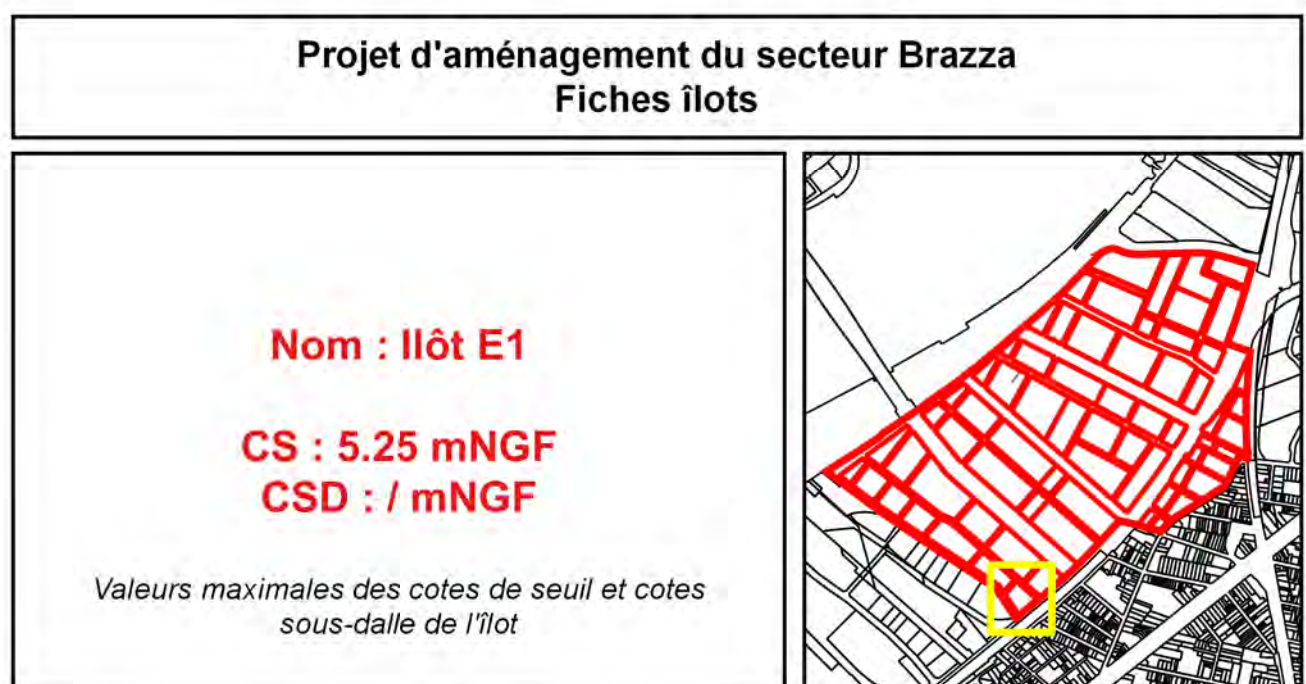 Projet d'aménagement du secteur Brazza
Fiches îlots
Nom : Ilôt E1
CS : 5.25 mNGF
CSD : / mNGF
Valeurs maximales des cotes de seuil et cotes
sous-dalle de l'îlot